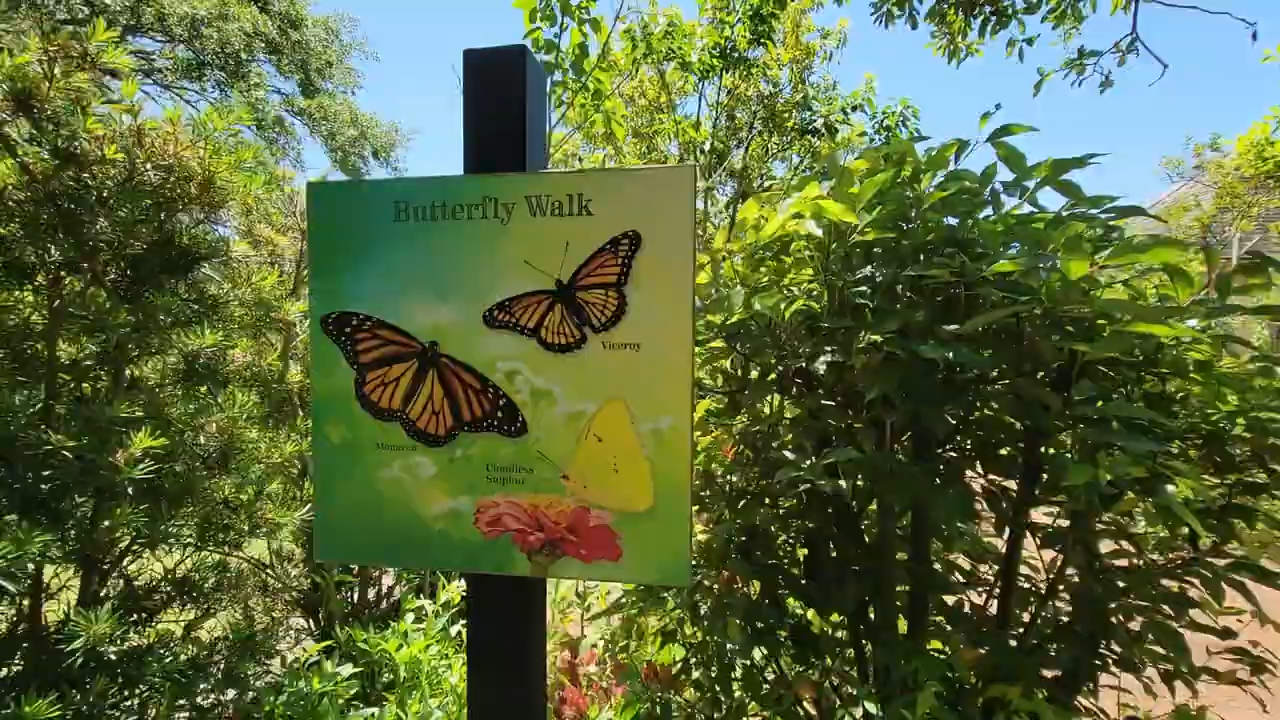 Butterfly Walk
Viceroy
Monarch
Cloudless
Sulphur